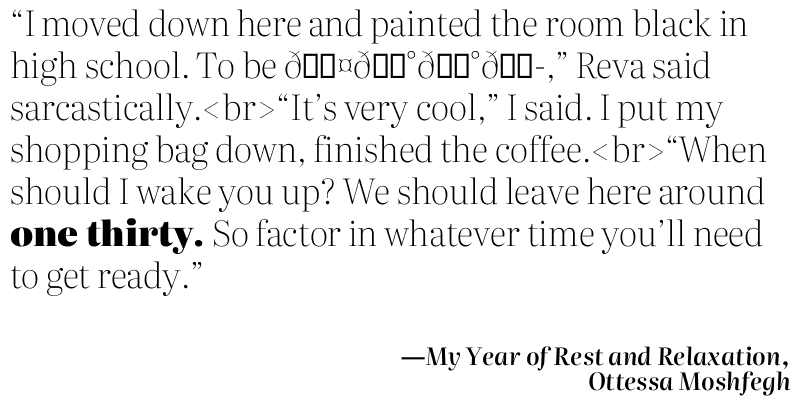 “I moved down here and painted the room black in
high school. To be ð▯▯¤ð▯▯°ð▯▯°ð▯▯-,” Reva said
sarcastically.<br>“It’s very cool,” I said. I put my
shopping bag down, finished the coffee.<br>“When
should I wake you up? We should leave here around
one thirty. So factor in whatever time you’ll need
to get ready.”
—My Year of Rest and Relaxation,
Ottessa Moshfegh